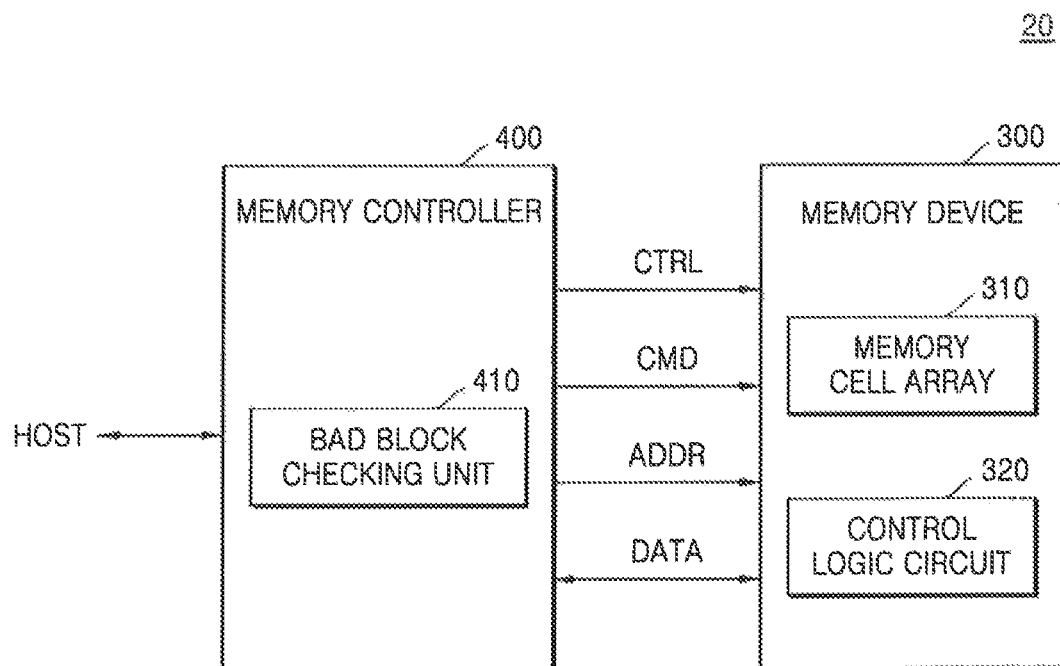 20
400
300
MEMORY CONTROLLER
MEMORY DEVICE
CTRL
310
MEMORY
CELL ARRAY
CMD
410
HOST
BAD BLOCK
CHECKING UNIT
ADDR
320
CONTROL
LOGIC CIRCUIT
DATA